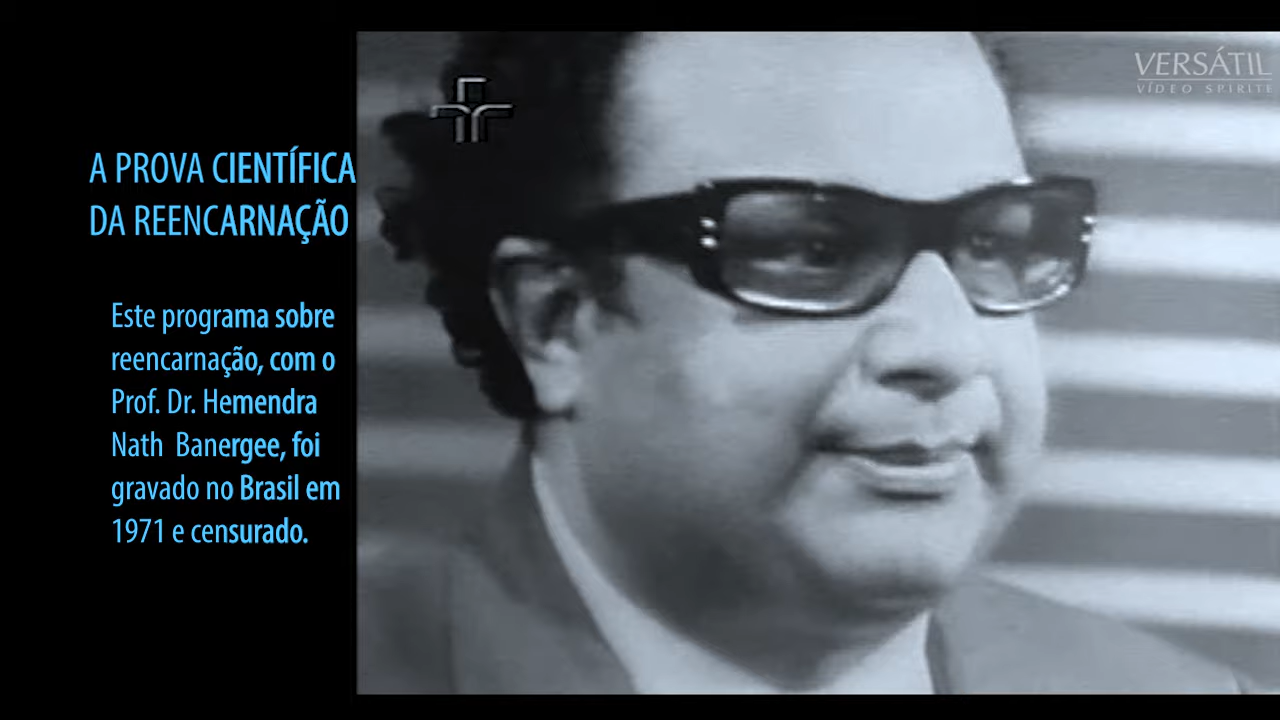 VERSÁTIL
VÍDEO SPIRITE
A PROVA CIENTÍFICA
DA REENCARNAÇÃO
Este programa sobre
reencarnação, com o
Prof. Dr. Hemendra
Nath Banergee, foi
gravado no Brasil em
1971 e censurado.